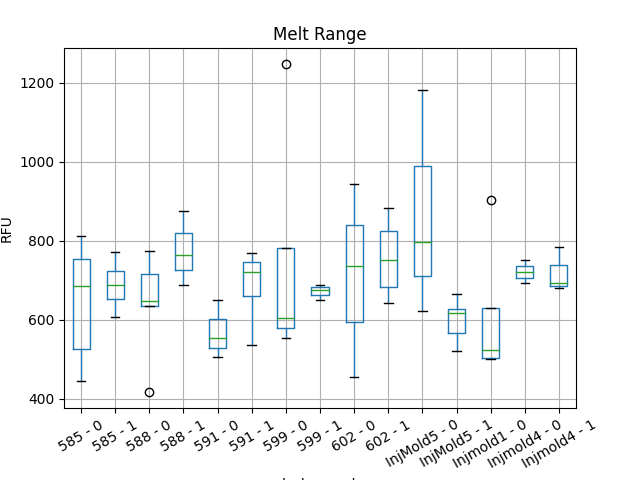 Melt Range
RFU
1200
1000
800
600
400
585 - 0
585 - 1
588 - 0
588 - 1
591 - 0
591 - 1
599 - 0
599 - 1
602 - 0
602 - 1
InjMold5 - 0
InjMold5 - 1
Injmold1 - 0
Injmold4 - 0
Injmold4 - 1